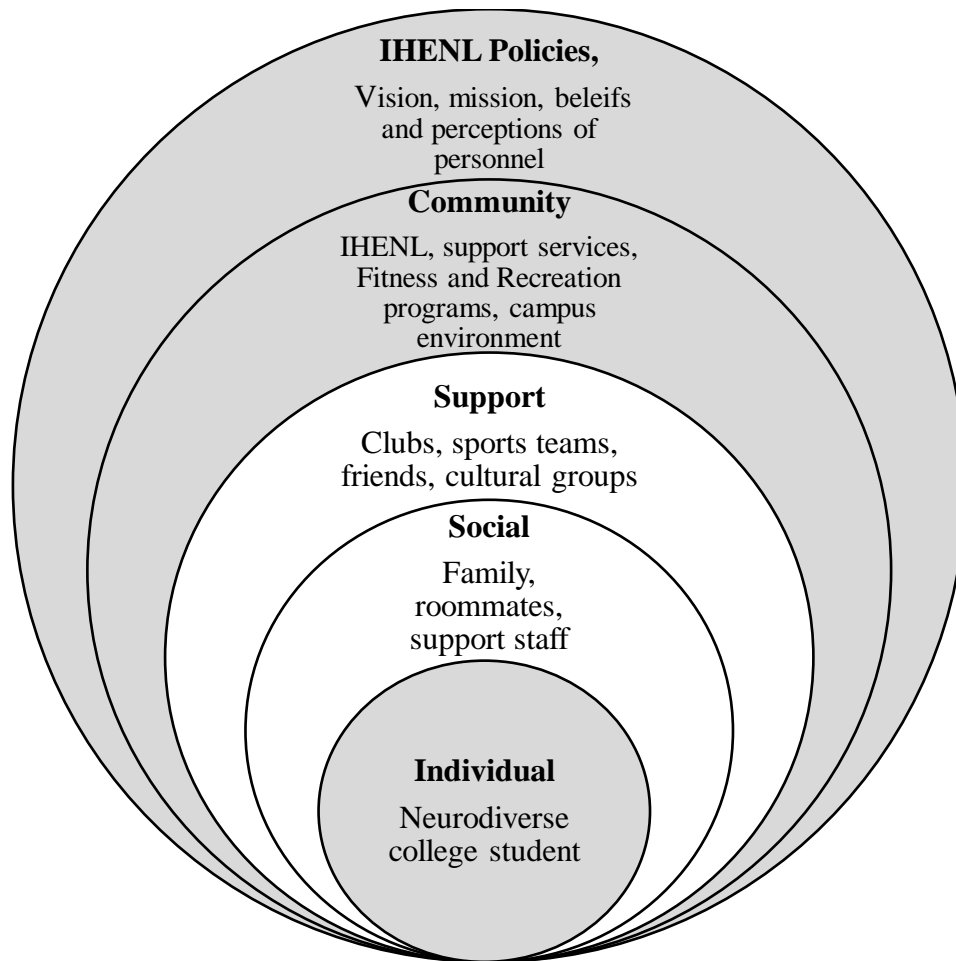 IHENL Policies,
Vision, mission, beleifs
and perceptions of
personnel
Community
IHENL, support services,
Fitness and Recreation
programs, campus
environment
Support
Clubs, sports teams,
friends, cultural groups
Social
Family,
roommates,
support staff
Individual
Neurodiverse
college student